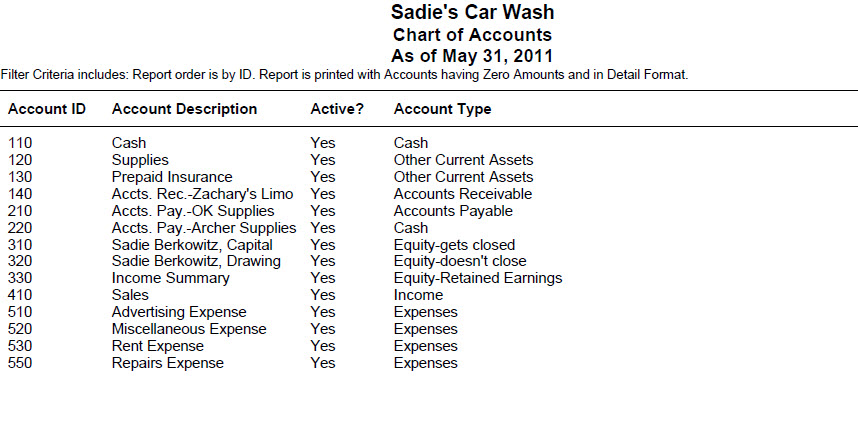 Sadie's Car Wash
Chart of Accounts
As of May 31, 2011
Filter Criteria includes: Report order is by ID. Report is printed with Accounts having Zero Amounts and in Detail Format.
Account ID Account Description Active? Account Type
110 Cash Yes Cash
120 Supplies Yes Other Current Assets
130 Prepaid Insurance Yes Other Current Assets
140 Accts. Rec.-Zachary's Limo Yes Accounts Receivable
210 Accts. Pay.-OK Supplies Yes Accounts Payable
220 Accts. Pay.-Archer Supplies Yes Cash
310 Sadie Berkowitz, Capital Yes Equity-gets closed
320 Sadie Berkowitz, Drawing Yes Equity-doesn't close
330 Income Summary Yes Equity-Retained Earnings
410 Sales Yes Income
510 Advertising Expense Yes Expenses
520 Miscellaneous Expense Yes Expenses
530 Rent Expense Yes Expenses
550 Repairs Expense Yes Expenses